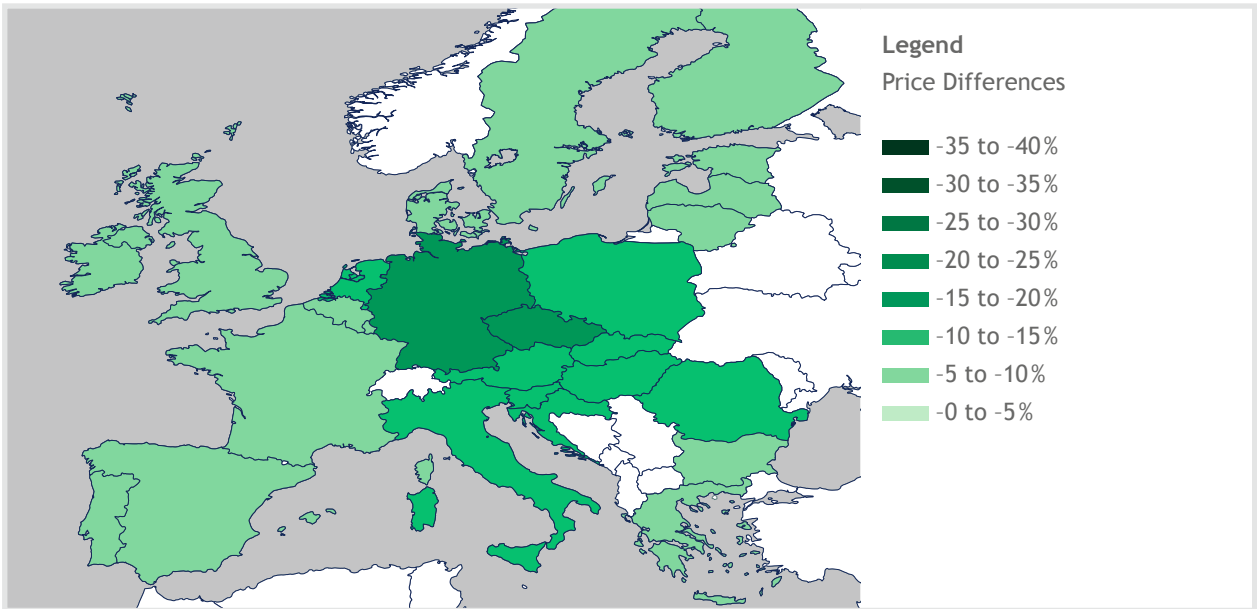 Legend
Price Differences
-35 to -40%
-30 to -35%
-25 to -30%
-20 to -25%
-15 to -20%
-10 to -15%
-5 to -10%
-0 to -5%